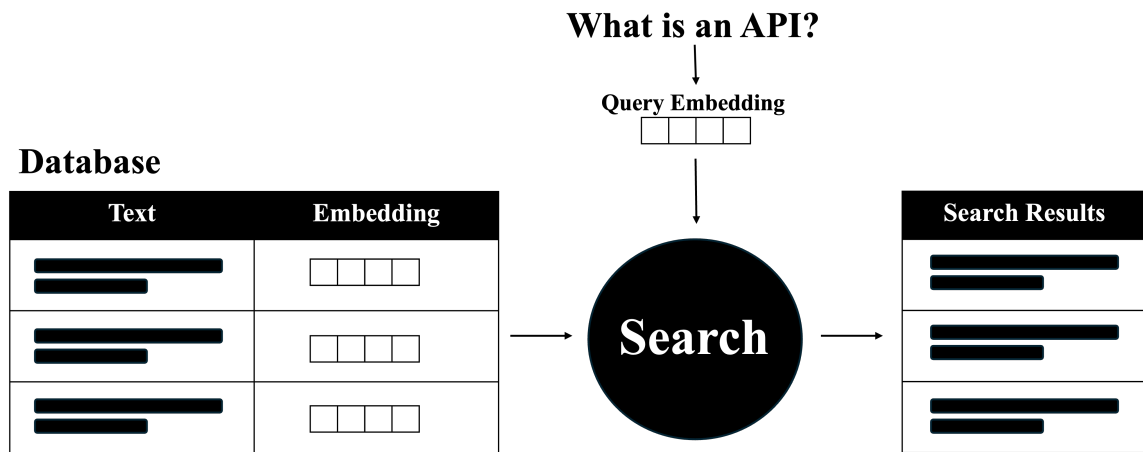 What is an API?
Query Embedding
Database
Text
Embedding
Search
Search Results